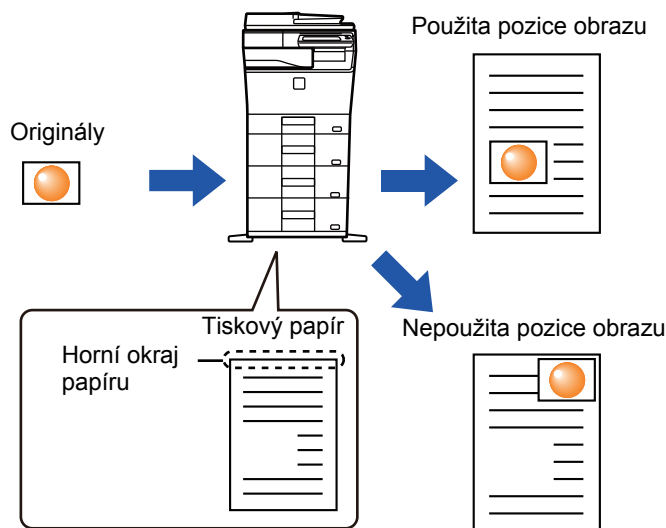 Použita pozice obrazu
Originály
Tiskový papír
Horní okraj
papíru
Nepoužita pozice obrazu